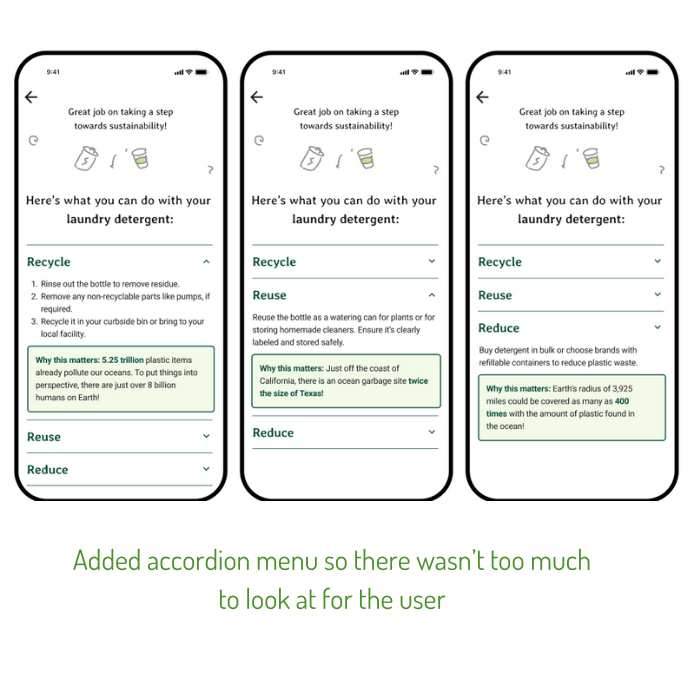 9:41
Great job on taking a step
towards sustainability!
Here's what you can do with your
laundry detergent:
Recycle
1. Rinse out the bottle to remove residue.
2. Remove any non-recyclable parts like pumps, if
required.
3. Recycle it in your curbside bin or bring to your
local facility.
Why this matters: 5.25 trillion plastic items
already pollute our oceans. To put things into
perspective, there are just over 8 billion
humans on Earth!
Reuse
Reduce
9:41
Great job on taking a step
towards sustainability!
Here's what you can do with your
laundry detergent:
Recycle
Reuse
Reuse the bottle as a watering can for plants or for
storing homemade cleaners. Ensure it's clearly
labeled and stored safely.
Why this matters: Just off the coast of
California, there is an ocean garbage site twice
the size of Texas!
Reduce
9:41
Great job on taking a step
towards sustainability!
Here's what you can do with your
laundry detergent:
Recycle
Reuse
Reduce
Buy detergent in bulk or choose brands with
refillable containers to reduce plastic waste.
Why this matters: Earth's radius of 3,925
miles could be covered as many as 400
times with the amount of plastic found in
the ocean!
Added accordion menu so there wasn't too much
to look at for the user